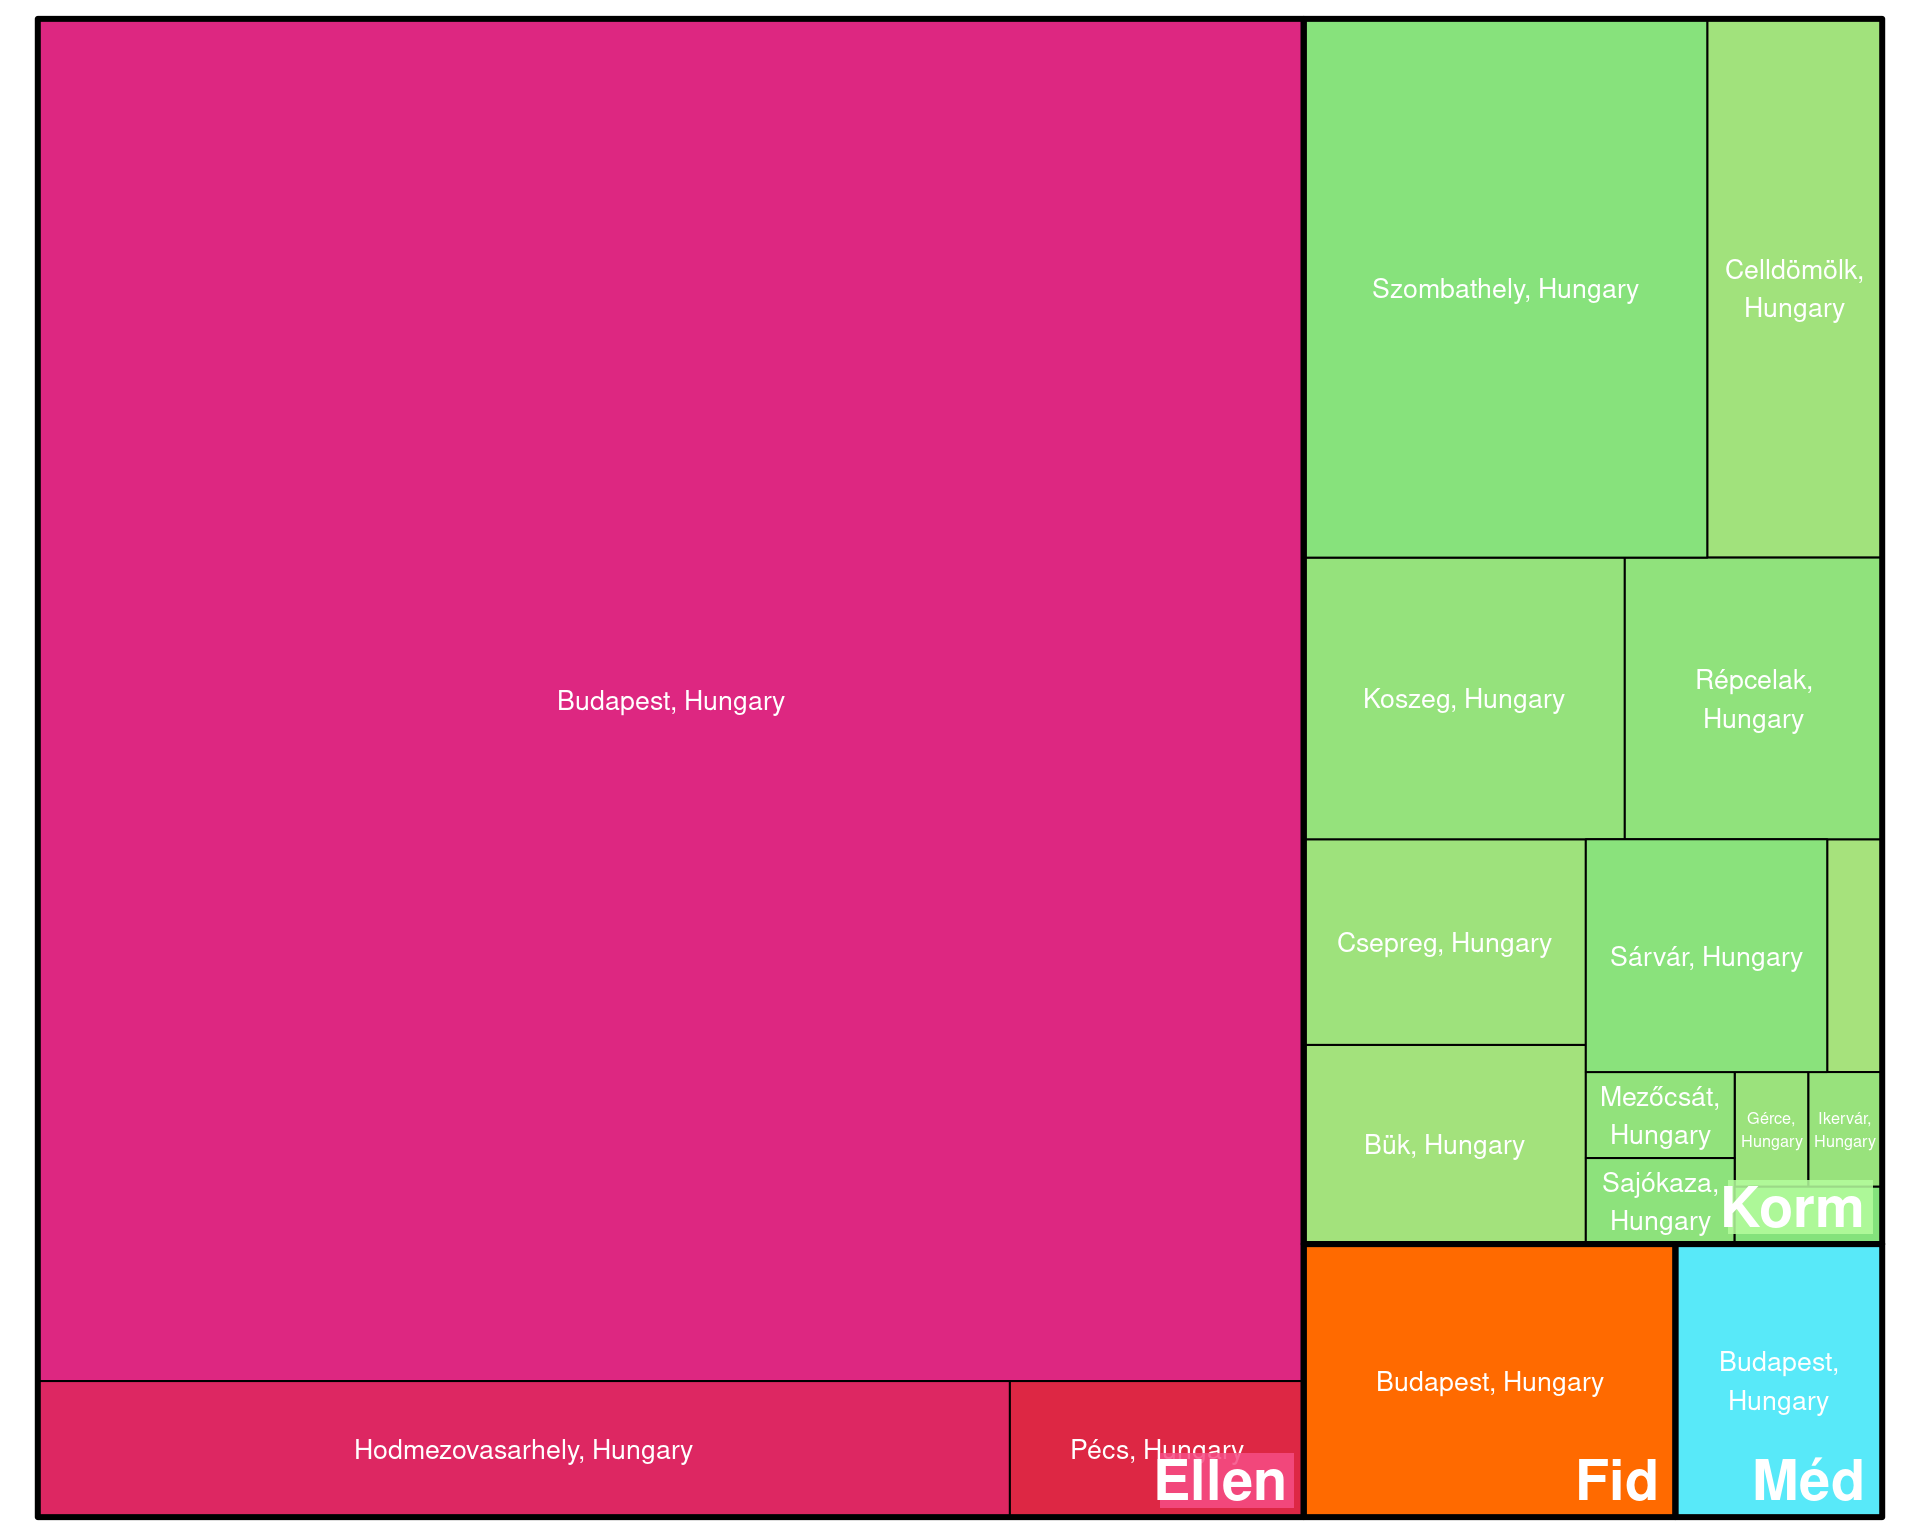 Budapest, Hungary
Hodmezovasarhely, Hungary
Pécs, Hungary
Ellen
Szombathely, Hungary
Celldömölk,
Hungary
Koszeg, Hungary
Répcelak,
Hungary
Csepreg, Hungary
Sárvár, Hungary
Bük, Hungary
Mezőcsát,
Hungary
Gérce,
Hungary
Ikervár,
Hungary
Sajókaza,
Hungary
Korm
Budapest, Hungary
Fid
Budapest,
Hungary
Méd